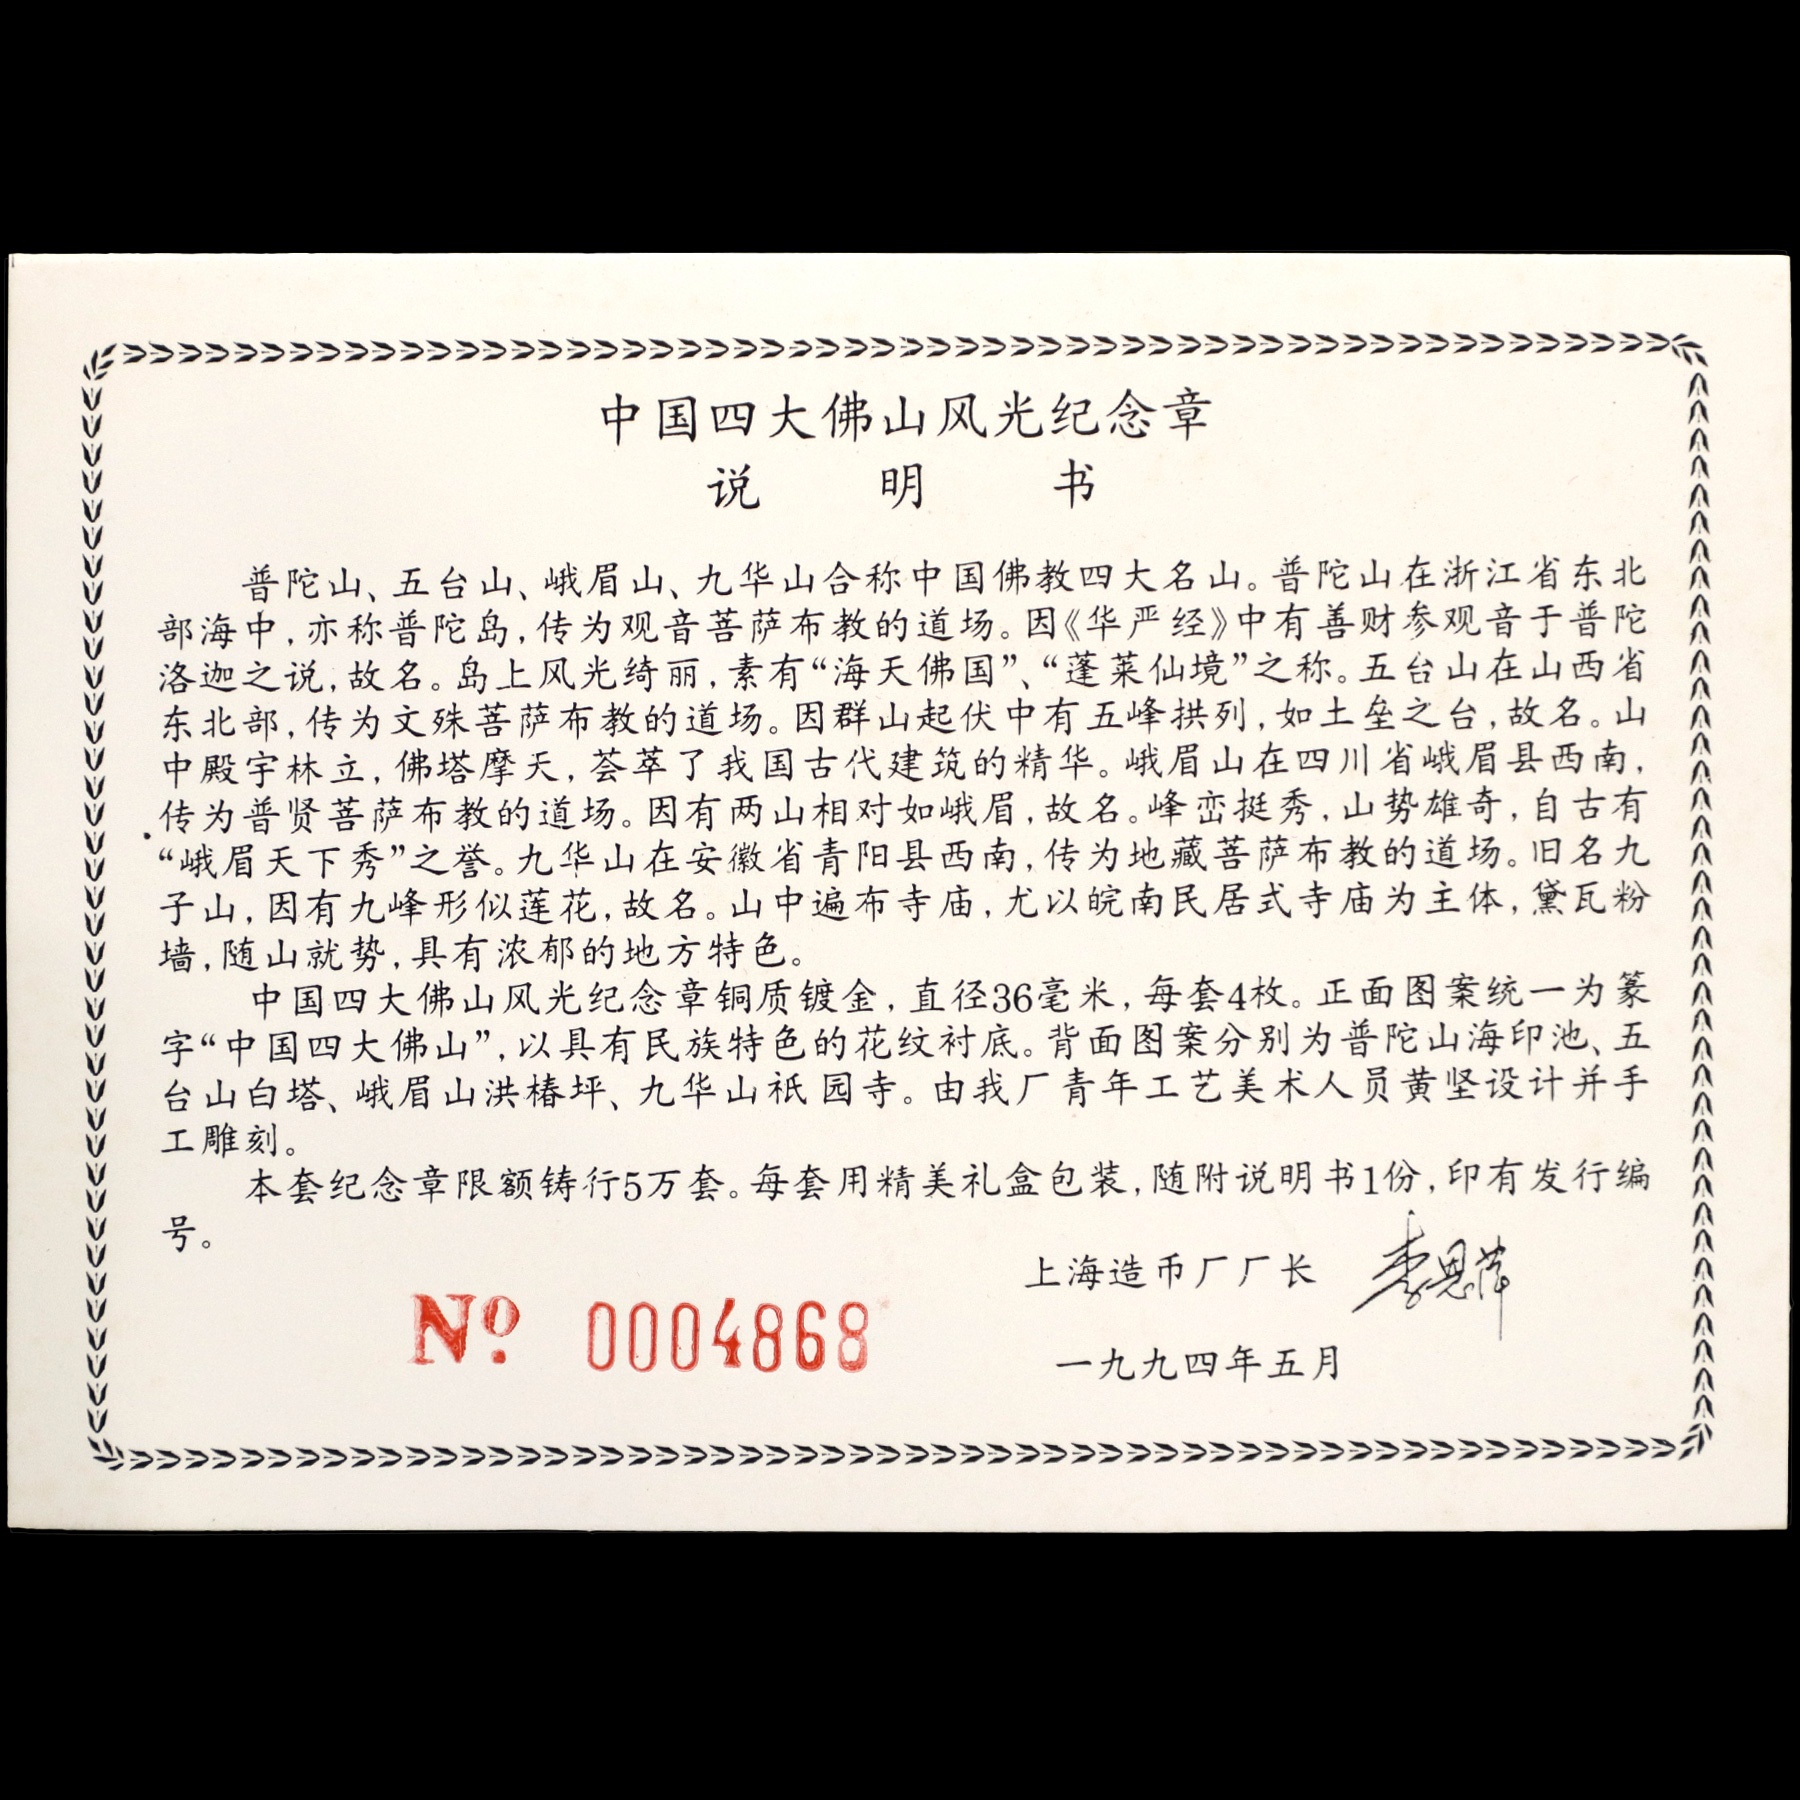 中国四大佛山风光纪念章
说明书
普陀山、五台山、峨眉山、九华山合称中国佛教四大名山。普陀山在浙江省东北
部海中,亦称普陀岛,传为观音菩萨布教的道场。因《华严经》中有善财参观音于普陀
洛迦之说,故名。岛上风光绮丽,素有“海天佛国”、“蓬莱仙境”之称。五台山在山西省
东北部,传为文殊菩萨布教的道场。因群山起伏中有五峰拱列,如土垒之台,故名。山
中殿宇林立,佛塔摩天,荟萃了我国古代建筑的精华。峨眉山在四川省峨眉县西南,
传为普贤菩萨布教的道场。因有两山相对如峨眉,故名。峰峦挺秀,山势雄奇,自古有
“峨眉天下秀”之誉。九华山在安徽省青阳县西南,传为地藏菩萨布教的道场。旧名九
子山,因有九峰形似莲花,故名。山中遍布寺庙,尤以皖南民居式寺庙为主体,黛瓦粉
墙,随山就势,具有浓郁的地方特色。
中国四大佛山风光纪念章铜质镀金,直径36毫米,每套4枚。正面图案统一为篆
字“中国四大佛山”,以具有民族特色的花纹衬底。背面图案分别为普陀山海印池、五
台山白塔、峨眉山洪椿坪、九华山祇园寺。由我厂青年工艺美术人员黄坚设计并手
工雕刻。
本套纪念章限额铸行5万套。每套用精美礼盒包装,随附说明书1份,印有发行编
号。
上海造币厂厂长
No. 0004868
一九九四年五月